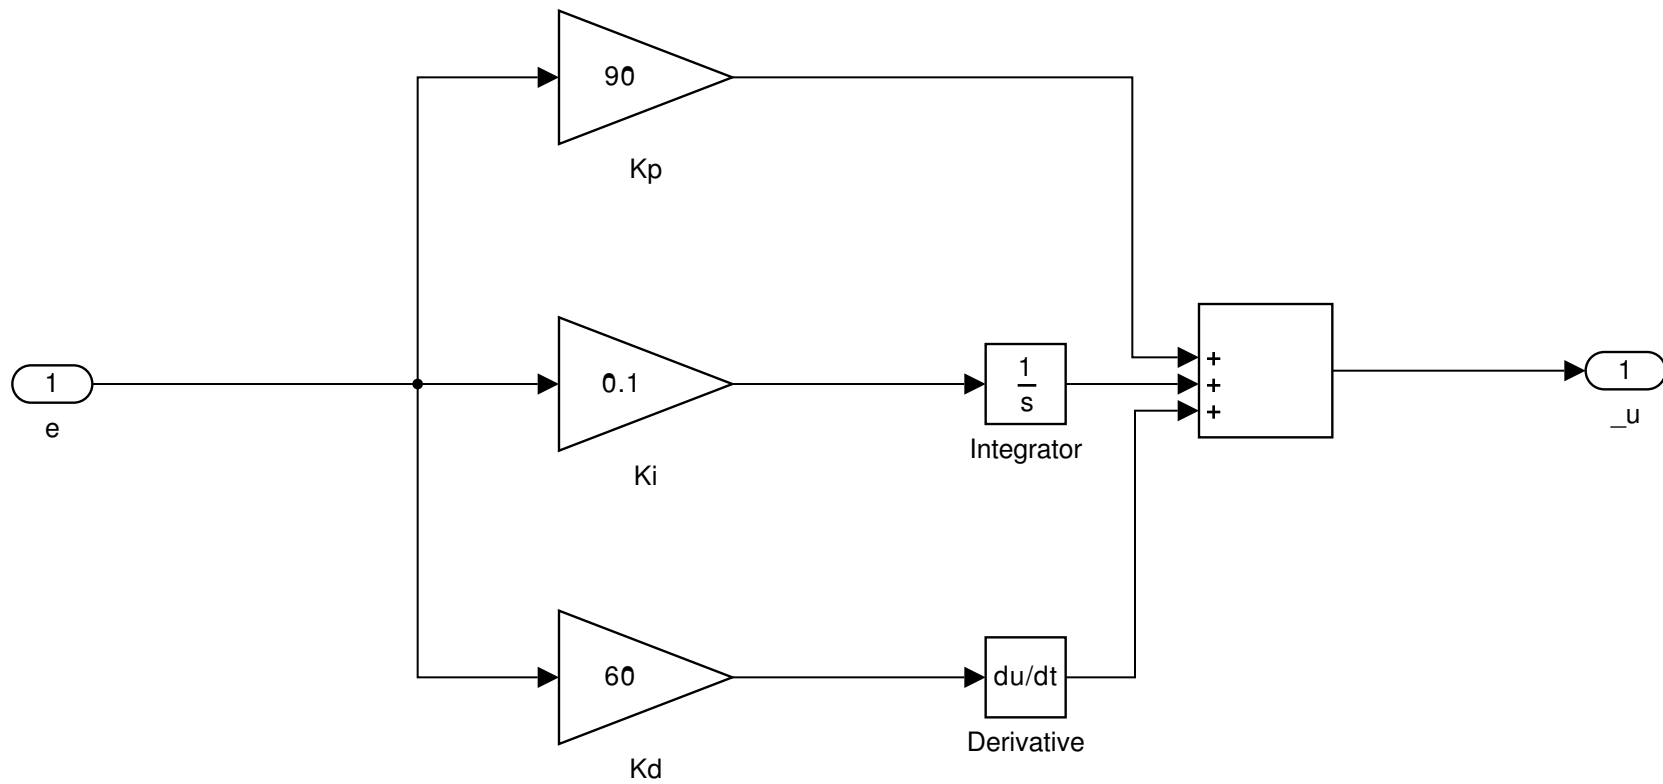 90
Kp
1
e
0.1
Ki
1
s
Integrator
+
+
+
1
_u
60
Kd
du/dt
Derivative